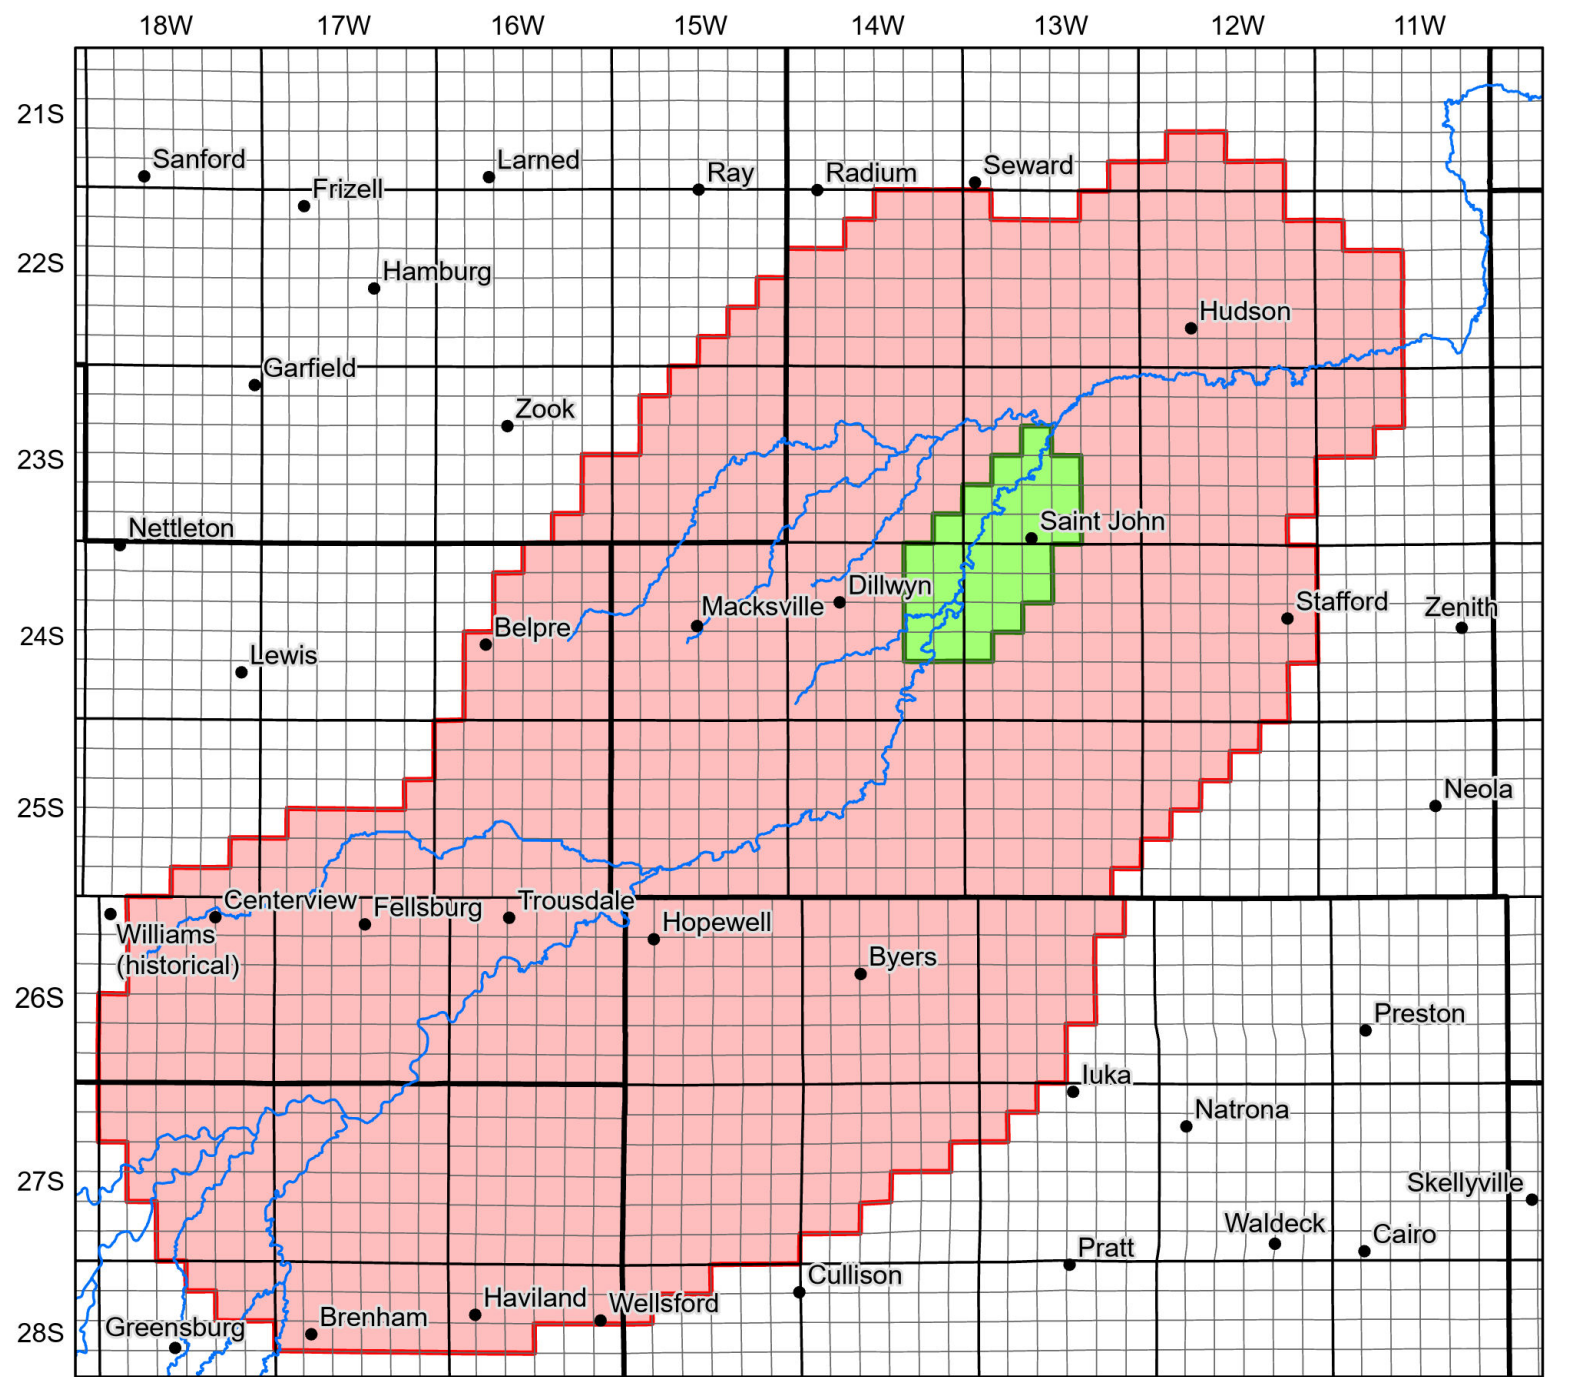 18W 17W 16W 15W 14W 13W 12W 11W
21S
Sanford
Larned
Ray
Radium
Seward
Frizell
22S
Hamburg
Hudson
Garfield
Zook
23S
Nettleton
Saint John
Dillwyn
Macksville
Stafford
Zenith
24S
Belpre
Lewis
25S
Neola
Centerview
Fellsburg
Trousdale
Hopewell
Williams
(historical)
Byers
26S
Preston
Iuka
Natrona
27S
Skellyville
Waldeck
Cairo
Pratt
Cullison
Haviland
Wellsford
Brenham
28S
Greensburg